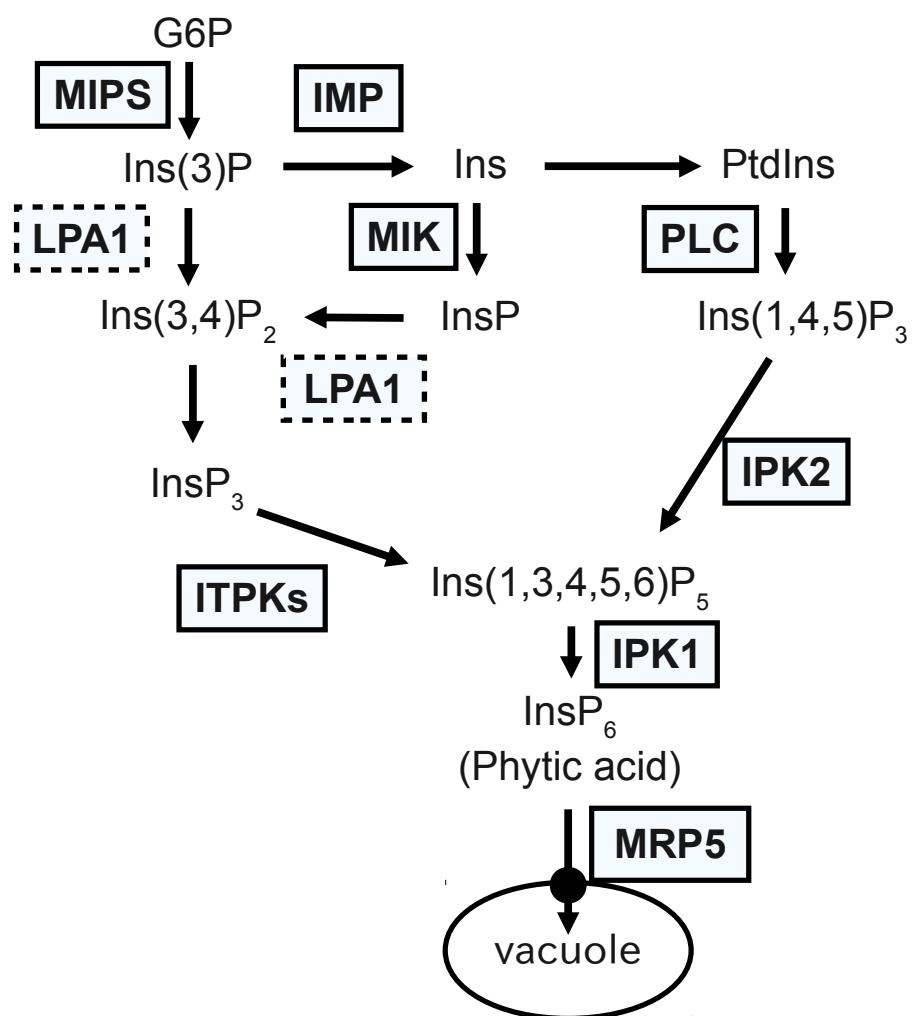 G6P
MIPS
IMP
Ins(3)P
Ins
PtdIns
LPA1
MIK
PLC
Ins(3,4)P2
InsP
Ins(1,4,5)P3
LPA1
InsP3
IPK2
ITPKs
Ins(1,3,4,5,6)P5
IPK1
InsP6
(Phytic acid)
MRP5
vacuole